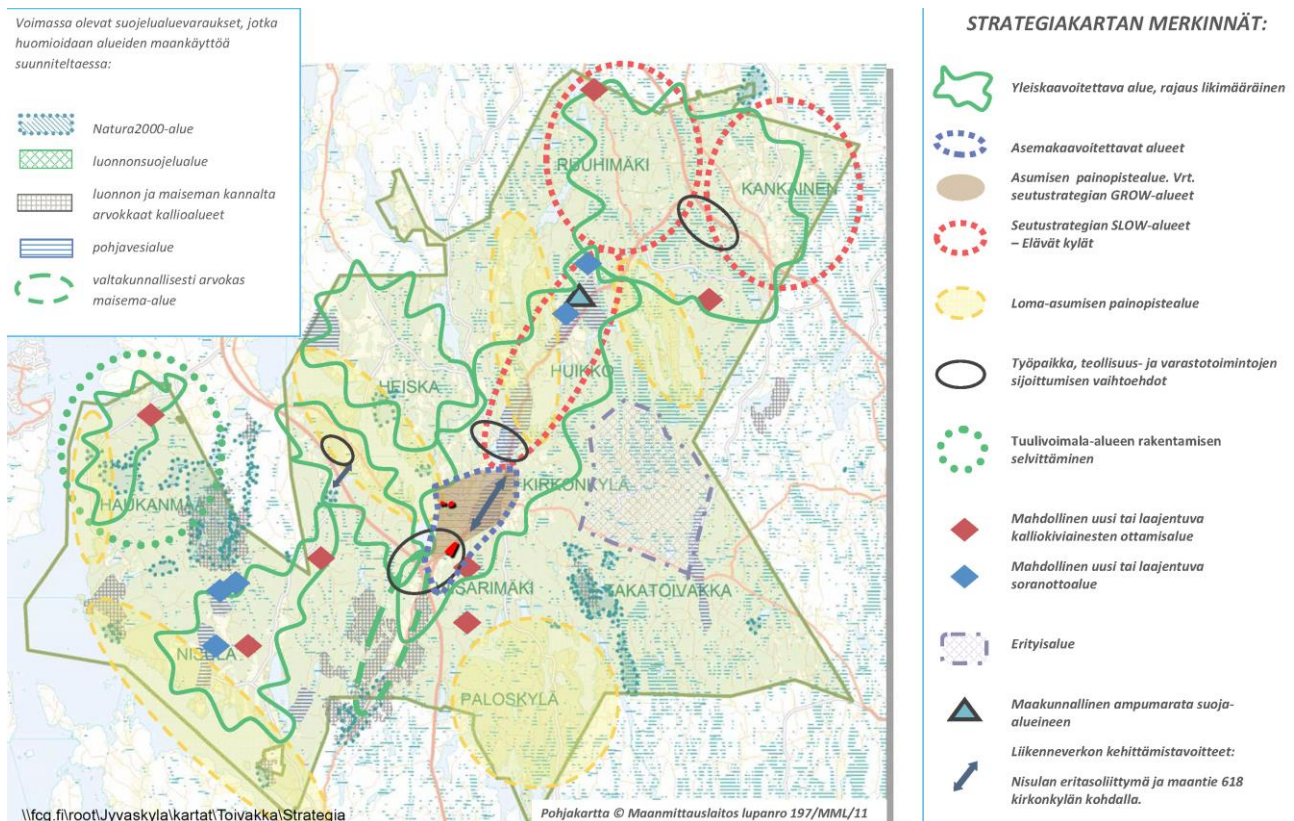 Voimassa olevat suojelualuevaraukset, jotka
huomioidaan alueiden maankäyttöä
suunniteltaessa:
Natura2000-alue
luonnonsuojelualue
luonnon ja maiseman kannalta
arvokkaat kallioalueet
pohjavesialue
valtakunnallisesti arvokas
maisema-alue
RUUHIMÄKI
KANKAINEN
HEISKA
HUIKKO
HAUKANMAA
KIRKONKYLÄ
SARIMÄKI
TAKATOIVAKKA
NISULA
PALOSKYLÄ
\\fcg.fi\root\Jyvaskyla\kartat\Toivakka\Strategia
Pohjakartta © Maanmittauslaitos lupanro 197/MML/11
STRATEGIAKARTAN MERKINNÄT:
Yleiskaavoitettava alue, rajaus likimääräinen
Asemakaavoitettavat alueet
Asumisen painopistealue. Vrt.
seutustrategian GROW-alueet
Seutustrategian SLOW-alueet
– Elävät kylät
Loma-asumisen painopistealue
Työpaikka, teollisuus- ja varastotoimintojen
sijoittumisen vaihtoehdot
Tuulivoimala-alueen rakentamisen
selvittäminen
Mahdollinen uusi tai laajentuva
kalliokiviainesten ottamisalue
Mahdollinen uusi tai laajentuva
soranottoalue
Erityisalue
Maakunnallinen ampumarata suoja-
alueineen
Liikenneverkon kehittämistavoitteet:
Nisulan eritasoliittymä ja maantie 618
kirkonkylän kohdalla.